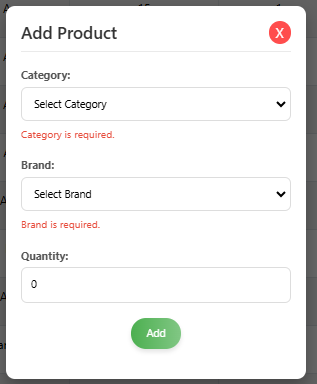 Add Product
X
Category:
Select Category
Category is required.
Brand:
Select Brand
Brand is required.
Quantity:
0
Add